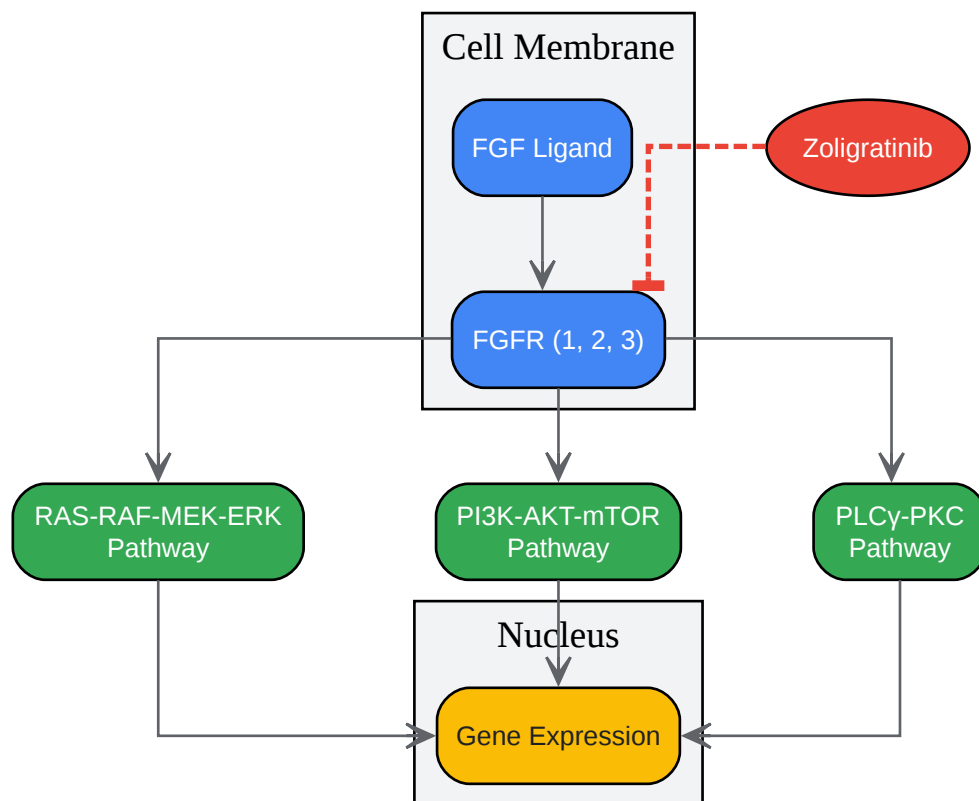 Cell Membrane
FGF Ligand
Zoligratinib
FGFR (1, 2, 3)
RAS-RAF-MEK-ERK
Pathway
PI3K-AKT-mTOR
Pathway
PLCγ-PKC
Pathway
Nucleus
Gene Expression